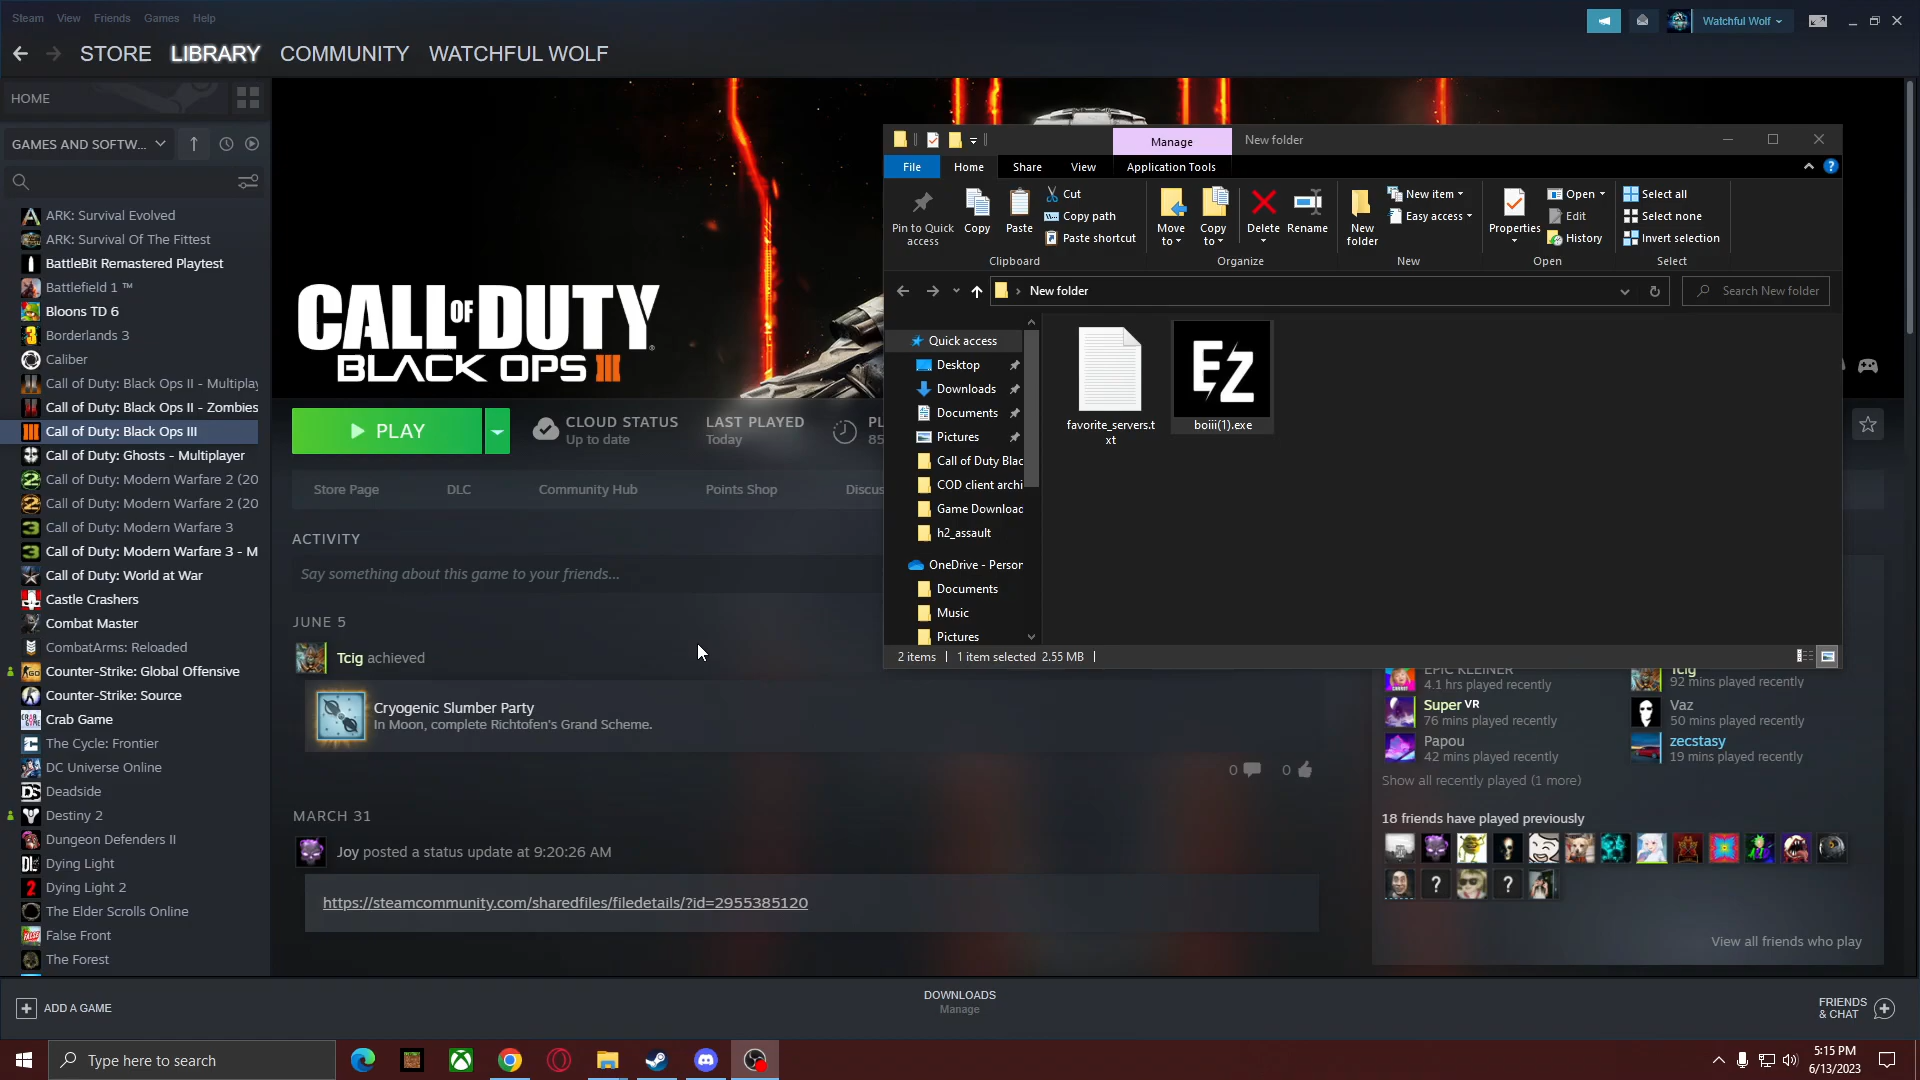 Steam View Friends Games Help
Watchful Wolf
STORE LIBRARY COMMUNITY WATCHFUL WOLF
HOME
GAMES AND SOFTW...
ARK: Survival Evolved
ARK: Survival Of The Fittest
BattleBit Remastered Playtest
Battlefield 1 ™
Bloons TD 6
Borderlands 3
Caliber
Call of Duty: Black Ops II - Multiplay
Call of Duty: Black Ops II - Zombies
Call of Duty: Black Ops III
Call of Duty: Ghosts - Multiplayer
Call of Duty: Modern Warfare 2 (20
Call of Duty: Modern Warfare 2 (20
Call of Duty: Modern Warfare 3
Call of Duty: Modern Warfare 3 - M
Call of Duty: World at War
Castle Crashers
Combat Master
CombatArms: Reloaded
Counter-Strike: Global Offensive
Counter-Strike: Source
Crab Game
The Cycle: Frontier
DC Universe Online
Deadside
Destiny 2
Dungeon Defenders II
Dying Light
Dying Light 2
The Elder Scrolls Online
False Front
The Forest
CALL OF DUTY
BLACK OPS III
PLAY
CLOUD STATUS
Up to date
LAST PLAYED
Today
PL
85
Store Page DLC Community Hub Points Shop Discus
ACTIVITY
Say something about this game to your friends...
JUNE 5
Tcig achieved
Cryogenic Slumber Party
In Moon, complete Richtofen's Grand Scheme.
0 0
MARCH 31
Joy posted a status update at 9:20:26 AM
https://steamcommunity.com/sharedfiles/filedetails/?id=2955385120
Manage New folder
File Home Share View Application Tools
Pin to Quick access
Copy
Paste
Cut
Copy path
Paste shortcut
Clipboard
Move to
Copy to
Delete
Rename
Organize
New folder
New item
Easy access
New
Properties
Open
Edit
History
Open
Select all
Select none
Invert selection
Select
New folder
Search New folder
Quick access
Desktop
Downloads
Documents
Pictures
Call of Duty Blac
COD client archi
Game Downloac
h2_assault
OneDrive - Persor
Documents
Music
Pictures
favorite_servers.t
xt
EZ
boiii(1).exe
2 items 1 item selected 2.55 MB
EPIC KLEINER
4.1 hrs played recently
Tcig
92 mins played recently
Super VR
76 mins played recently
Vaz
50 mins played recently
Papou
42 mins played recently
zecstasy
19 mins played recently
Show all recently played (1 more)
18 friends have played previously
? ?
View all friends who play
ADD A GAME
DOWNLOADS
Manage
FRIENDS
& CHAT
Type here to search
5:15 PM
6/13/2023